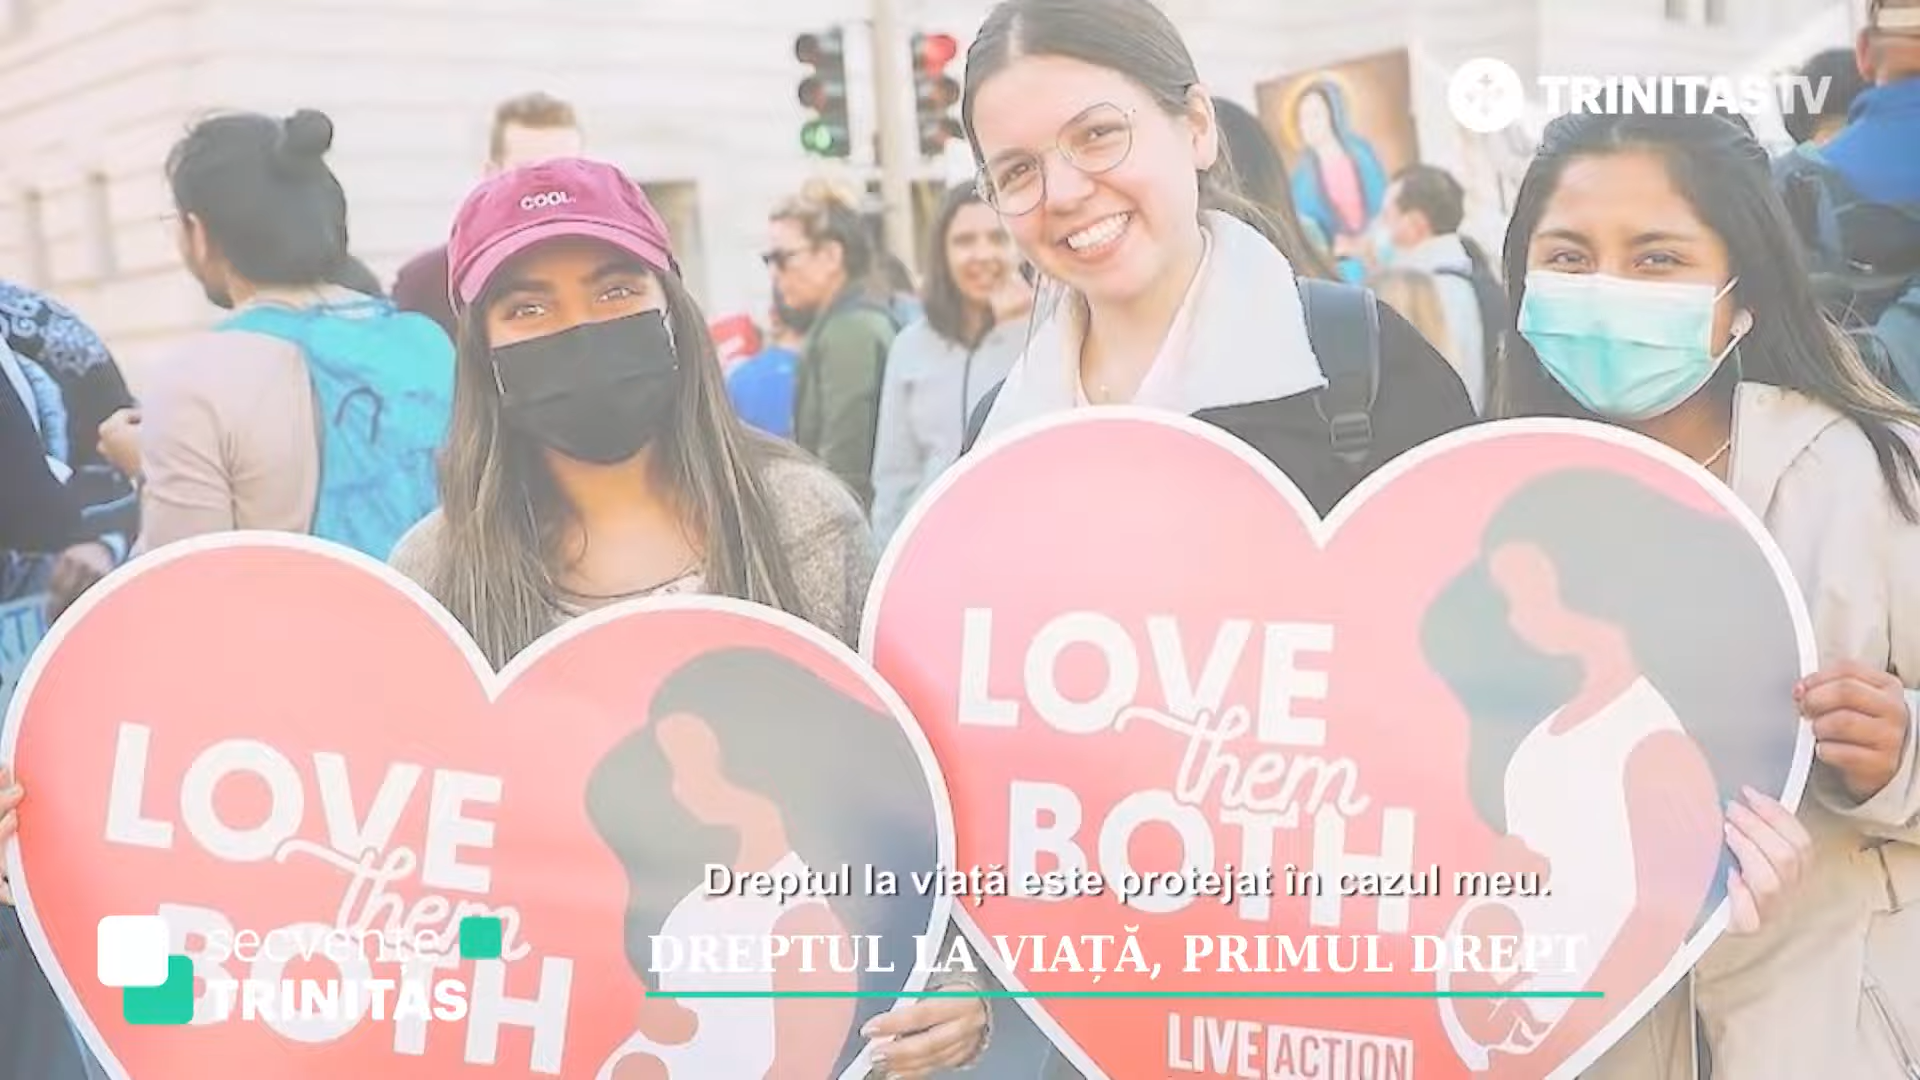 TRINITAS TV
COOL.
LOVE
them
BOTH
LOVE
them
BOTH
LIVE ACTION
Dreptul la viață este protejat în cazul meu.
DREPTUL LA VIAȚĂ, PRIMUL DREPT
secvențe
TRINITAS